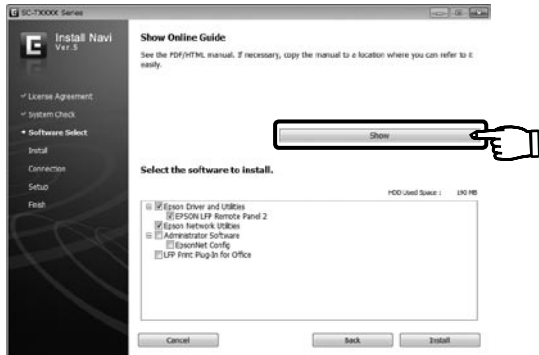 SC-TXXXX Series
Install Navi
Ver.5
License Agreement
System Check
Software Select
Install
Connection
Setup
Finish
Show Online Guide
See the PDF/HTML manual. If necessary, copy the manual to a location where you can refer to it
easily.
Show
Select the software to install.
HDD Used Space : 190 MB
Epson Driver and Utilities
EPSON LFP Remote Panel 2
Epson Network Utilities
Administrator Software
EpsonNet Config
LFP Print Plug-In for Office
Cancel
Back
Install